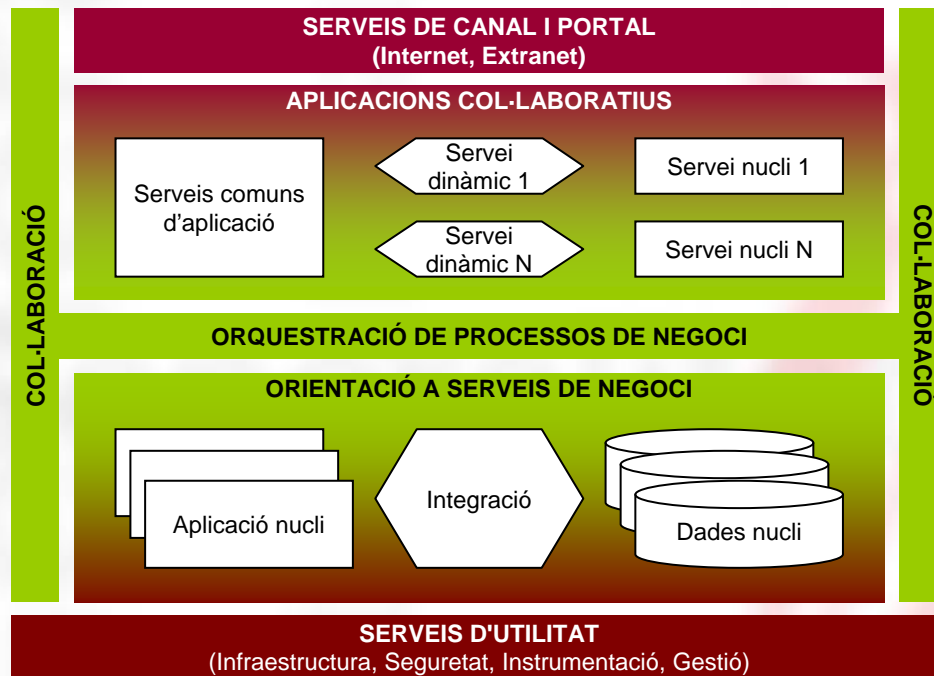 SERVEIS DE CANAL I PORTAL
(Internet, Extranet)
COL·LABORACIÓ
APLICACIONS COL·LABORATIUS
Serveis comuns
d’aplicació
Servei
dinàmic 1
Servei nucli 1
Servei
dinàmic N
Servei nucli N
COL·LABORACIÓ
ORQUESTRACIÓ DE PROCESSOS DE NEGOCI
ORIENTACIÓ A SERVEIS DE NEGOCI
Aplicació nucli
Integració
Dades nucli
SERVEIS D'UTILITAT
(Infraestructura, Seguretat, Instrumentació, Gestió)